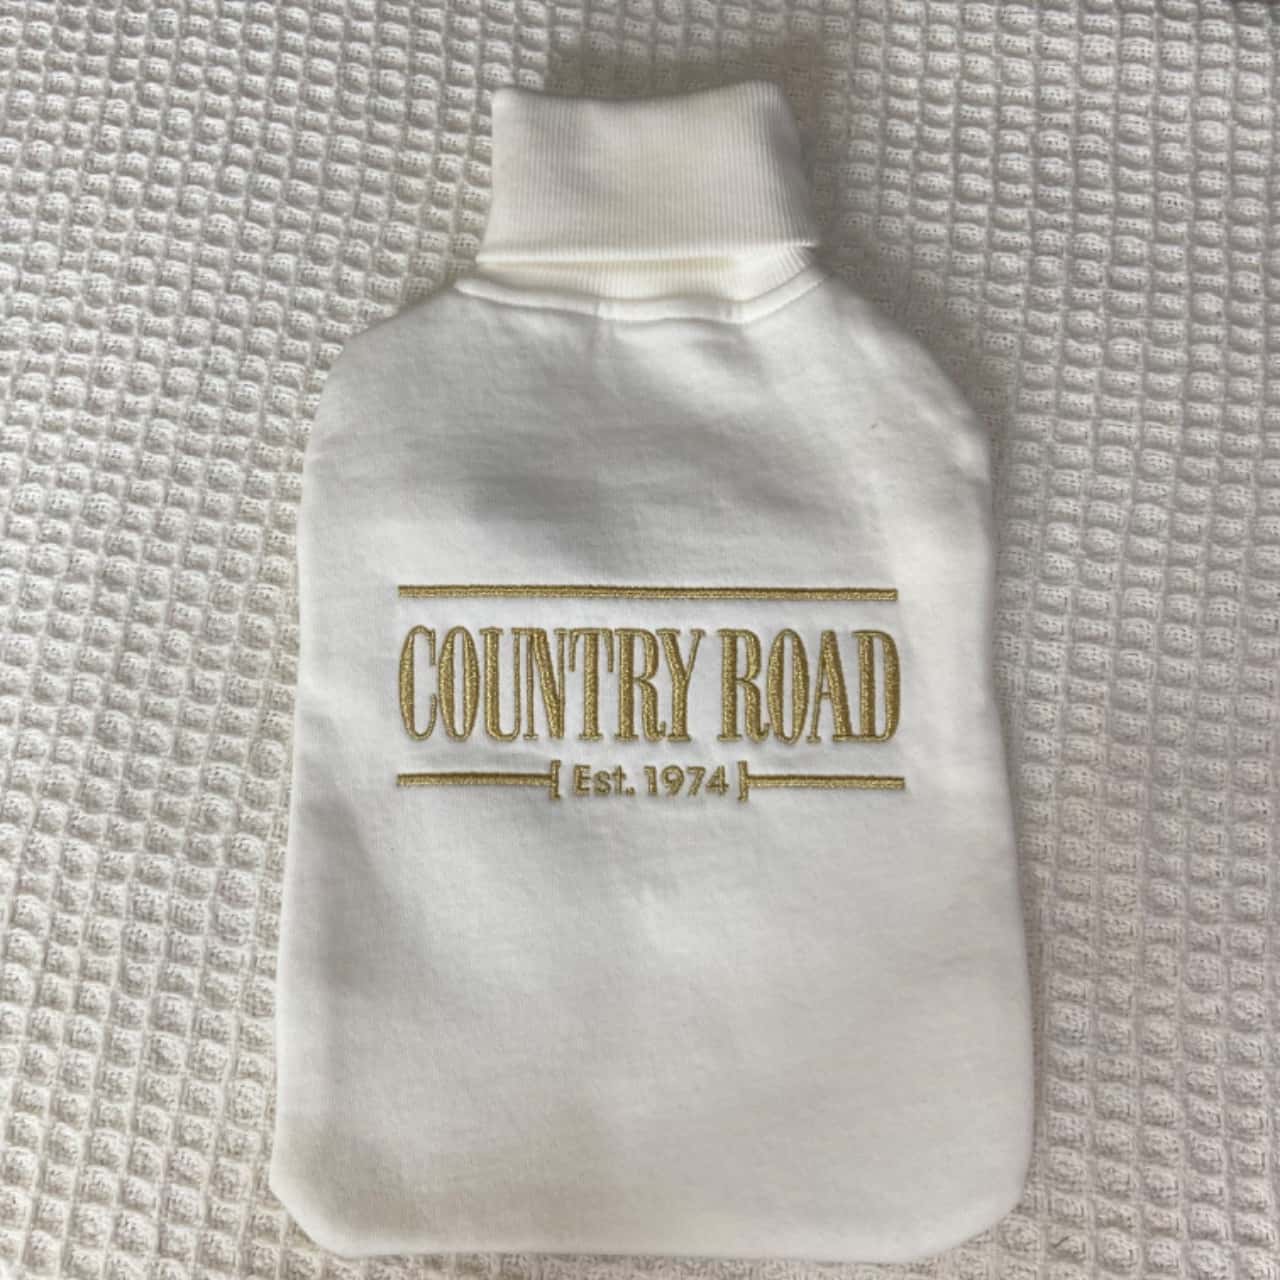 COUNTRY ROAD
[ Est. 1974 ]